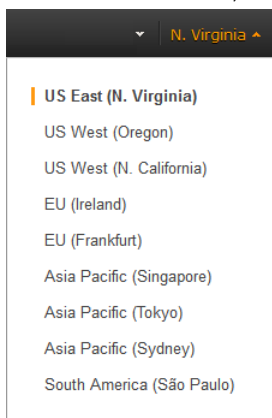 N. Virginia
US East (N. Virginia)
US West (Oregon)
US West (N. California)
EU (Ireland)
EU (Frankfurt)
Asia Pacific (Singapore)
Asia Pacific (Tokyo)
Asia Pacific (Sydney)
South America (São Paulo)